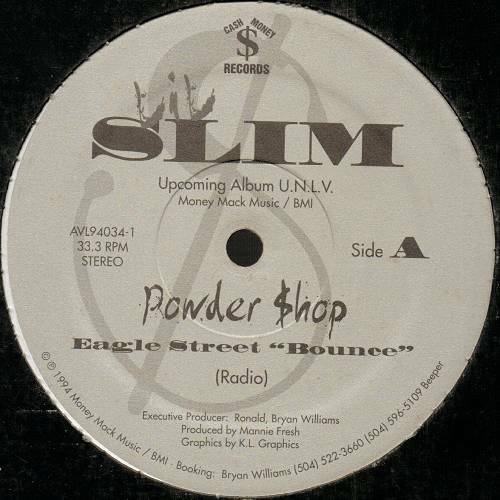 CASH MONEY
$
RECORDS
Lil
SLIM
Upcoming Album U.N.L.V.
Money Mack Music / BMI
AVL94034-1
33.3 RPM
STEREO
Side A
Powder $hop
Eagle Street “Bounce”
(Radio)
Executive Producer: Ronald, Bryan Williams
Produced by Mannie Fresh
Graphics by K.L. Graphics
© ℗ 1994 Money Mack Music / BMI - Booking: Bryan Williams (504) 522-3660 (504) 596-5109 Beeper